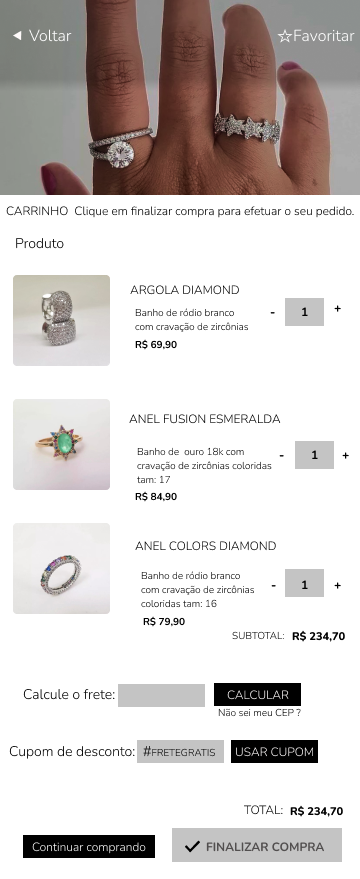 Voltar
Favoritar
CARRINHO Clique em finalizar compra para efetuar o seu pedido.
Produto
ARGOLA DIAMOND
Banho de ródio branco
com cravação de zircônias
R$ 69,90
- 1 +
ANEL FUSION ESMERALDA
Banho de ouro 18k com
cravação de zircônias coloridas
tam: 17
R$ 84,90
- 1 +
ANEL COLORS DIAMOND
Banho de ródio branco
com cravação de zircônias
coloridas tam: 16
R$ 79,90
- 1 +
SUBTOTAL: R$ 234,70
Calcule o frete: CALCULAR
Não sei meu CEP ?
Cupom de desconto: #FRETEGRATIS USAR CUPOM
TOTAL: R$ 234,70
Continuar comprando FINALIZAR COMPRA